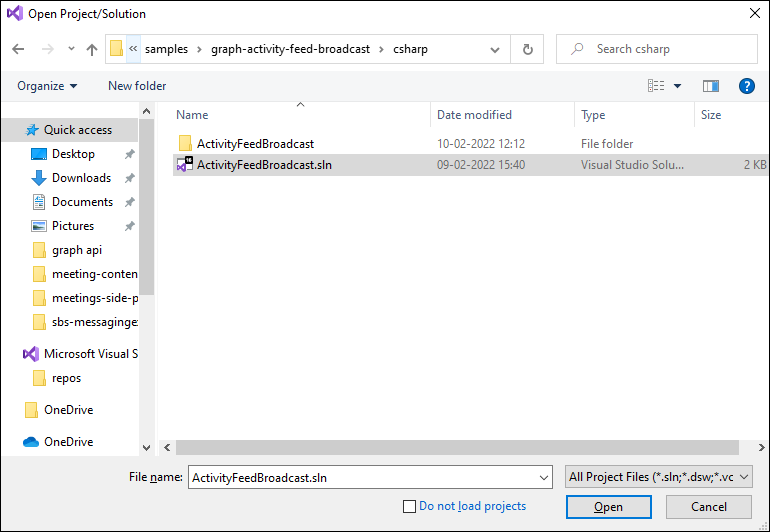 Open Project/Solution
« samples > graph-activity-feed-broadcast > csharp
Search csharp
Organize
New folder
?
Name
Date modified
Type
Size
Quick access
Desktop
Downloads
Documents
Pictures
graph api
meeting-conten
meetings-side-p
sbs-messaginge
Microsoft Visual S
repos
OneDrive
OneDrive
ActivityFeedBroadcast 10-02-2022 12:12 File folder
16
ActivityFeedBroadcast.sln 09-02-2022 15:40 Visual Studio Solu... 2 KB
File name: ActivityFeedBroadcast.sln
All Project Files (*.sln;*.dsw;*.vc
Do not load projects
Open
Cancel